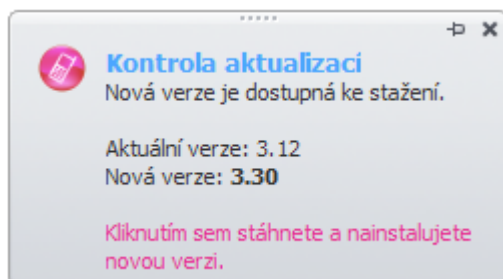 Kontrola aktualizací
Nová verze je dostupná ke stažení.
Aktuální verze: 3.12
Nová verze: 3.30
Kliknutím sem stáhnete a nainstalujete
novou verzi.